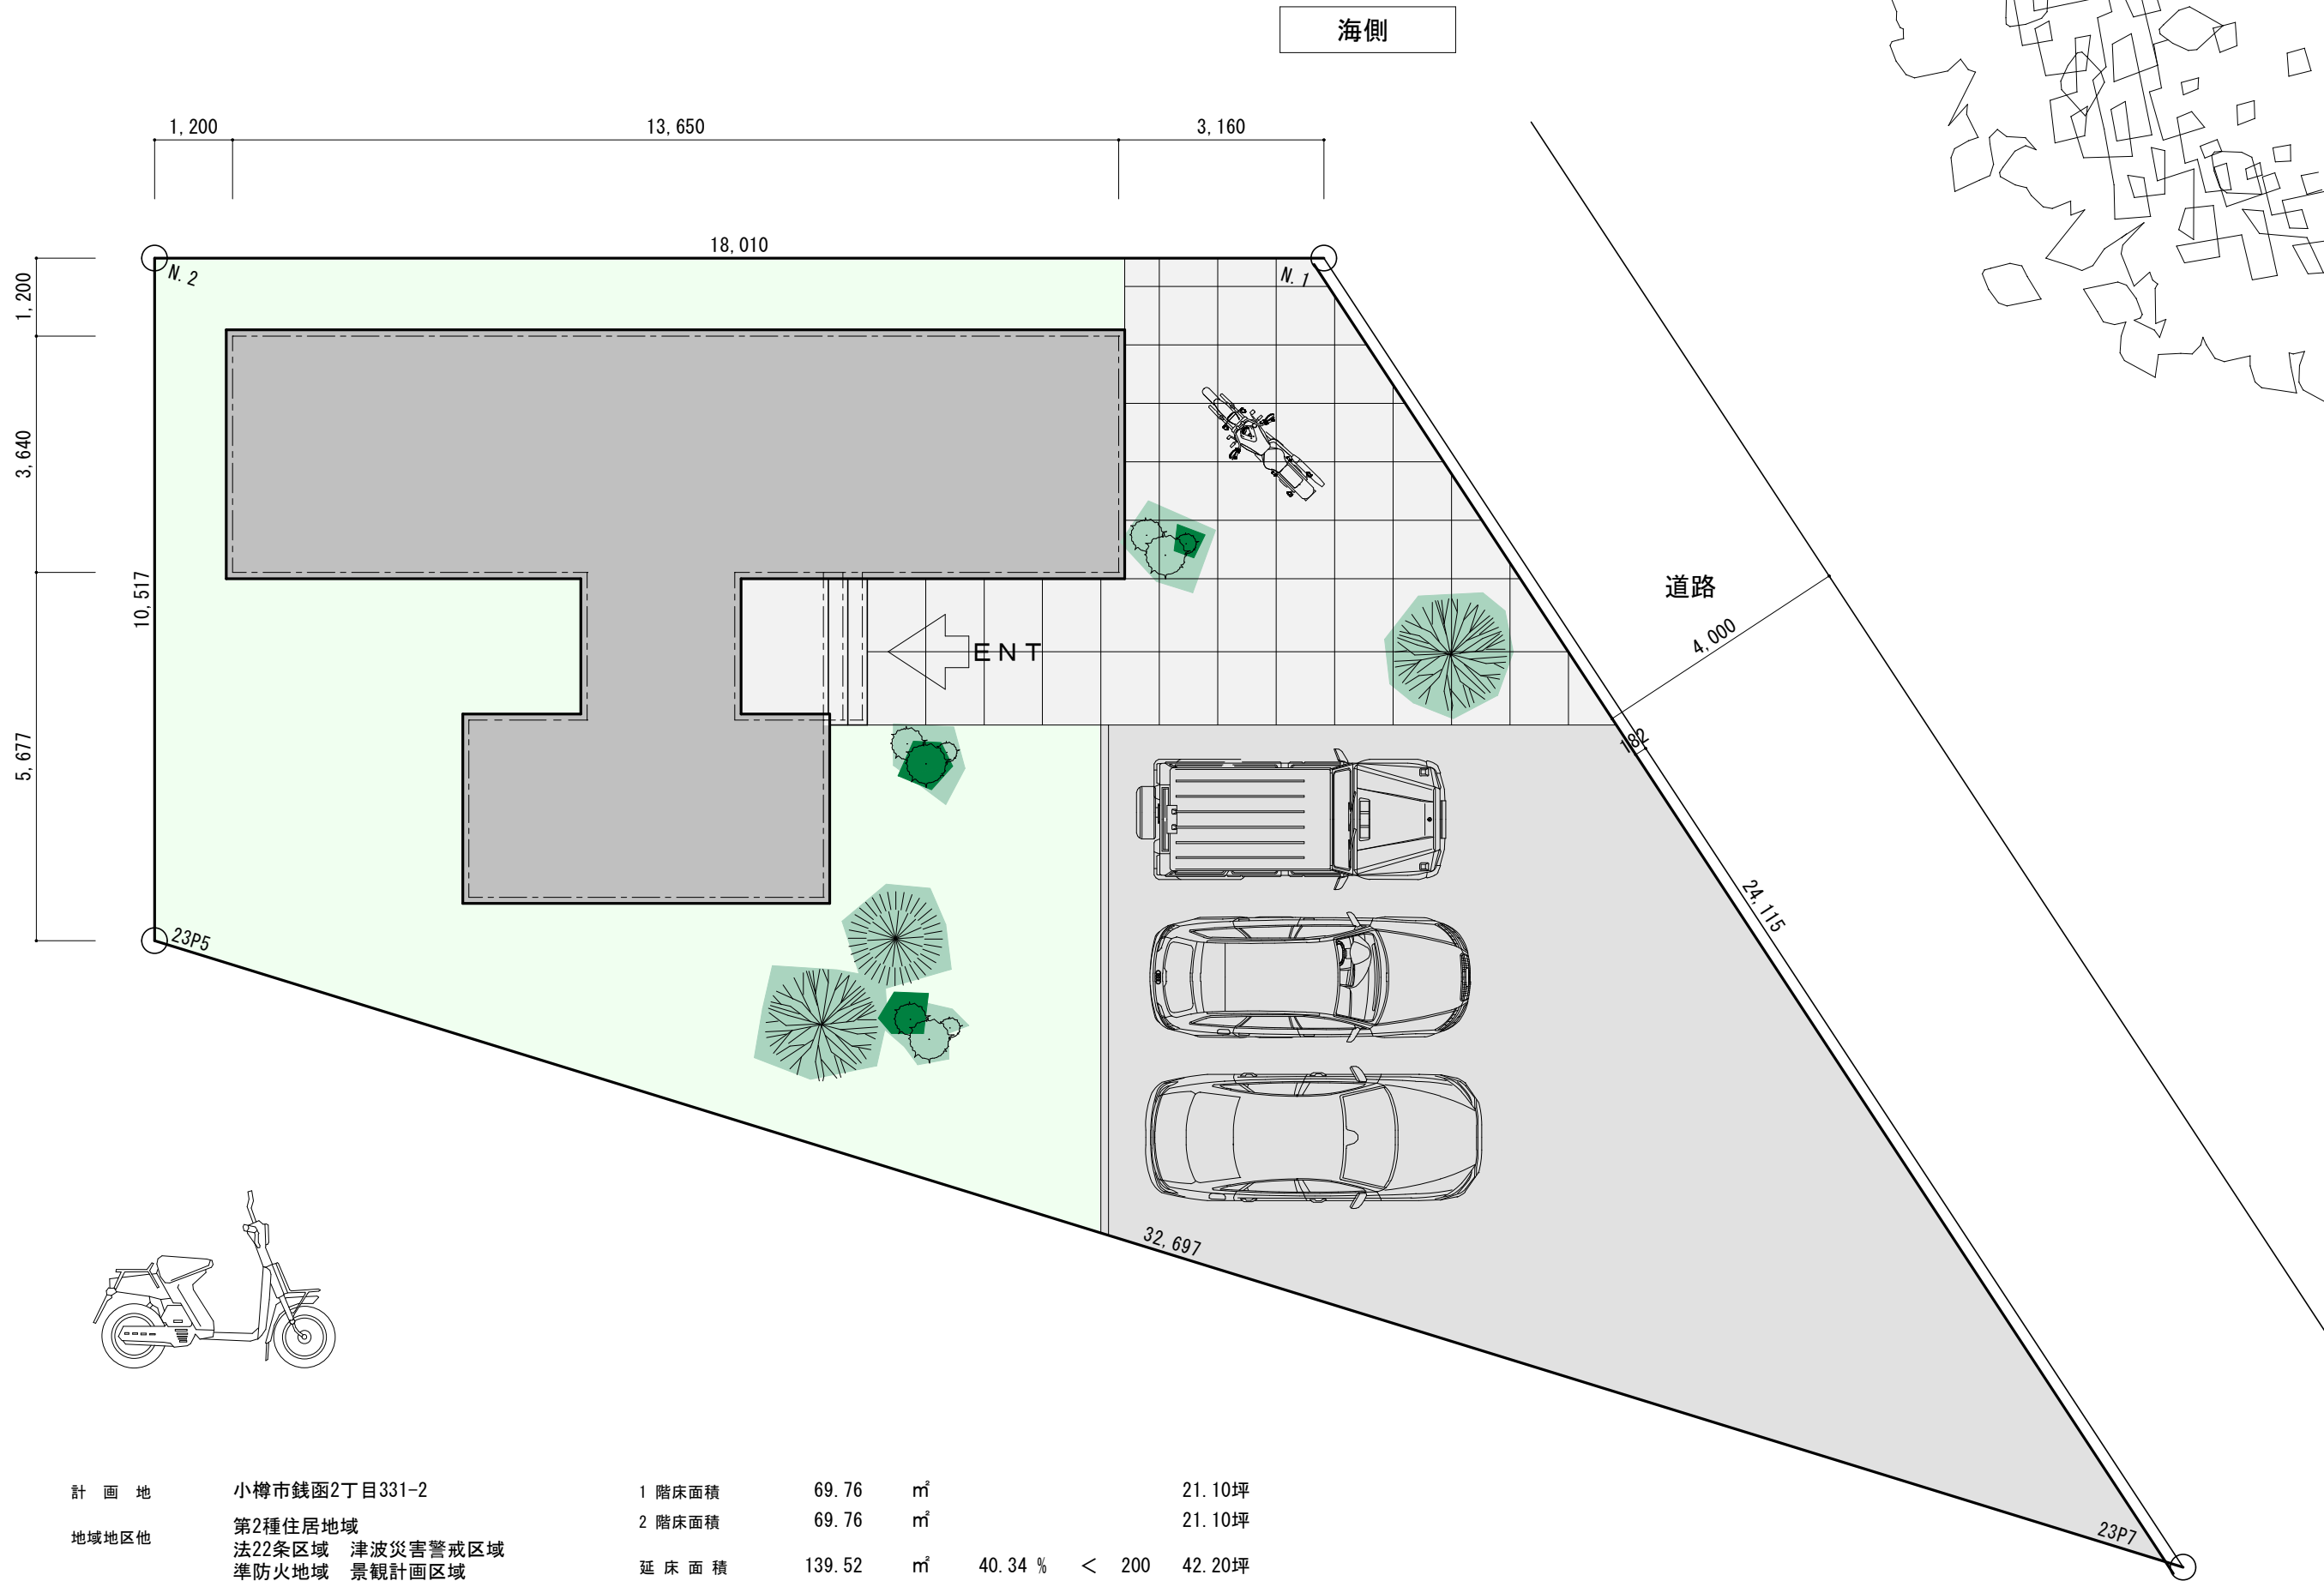 海側
1,200
13,650
3,160
18,010
N.2
N.1
1,200
3,640
10,517
5,677
ENT
道路
4,000
182
24,115
23P5
32,697
23P7
計 画 地 小樽市銭函2丁目331-2
地域地区他 第2種住居地域
法22条区域 津波災害警戒区域
準防火地域 景観計画区域
1 階床面積 69.76 ㎡ 21.10坪
2 階床面積 69.76 ㎡ 21.10坪
延 床 面 積 139.52 ㎡ 40.34 % < 200 42.20坪